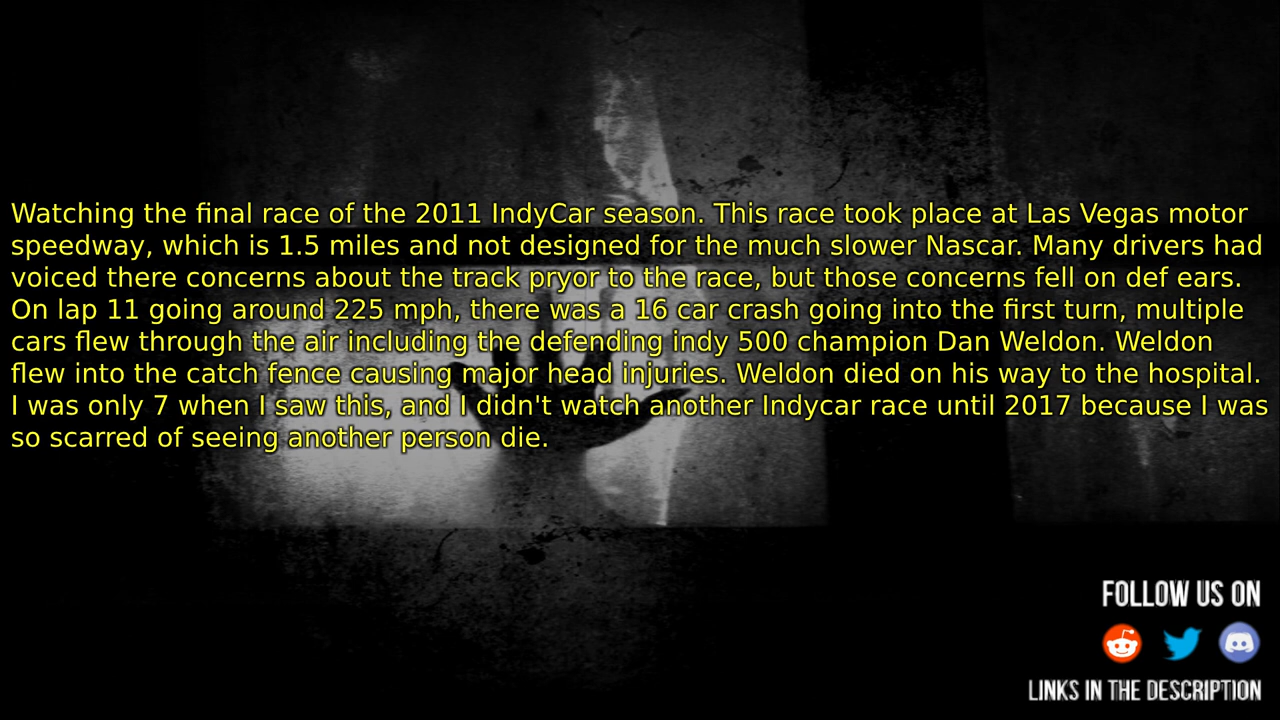 Watching the final race of the 2011 IndyCar season. This race took place at Las Vegas motor
speedway, which is 1.5 miles and not designed for the much slower Nascar. Many drivers had
voiced there concerns about the track pryor to the race, but those concerns fell on def ears.
On lap 11 going around 225 mph, there was a 16 car crash going into the first turn, multiple
cars flew through the air including the defending indy 500 champion Dan Weldon. Weldon
flew into the catch fence causing major head injuries. Weldon died on his way to the hospital.
I was only 7 when I saw this, and I didn't watch another Indycar race until 2017 because I was
so scarred of seeing another person die.
FOLLOW US ON
LINKS IN THE DESCRIPTION